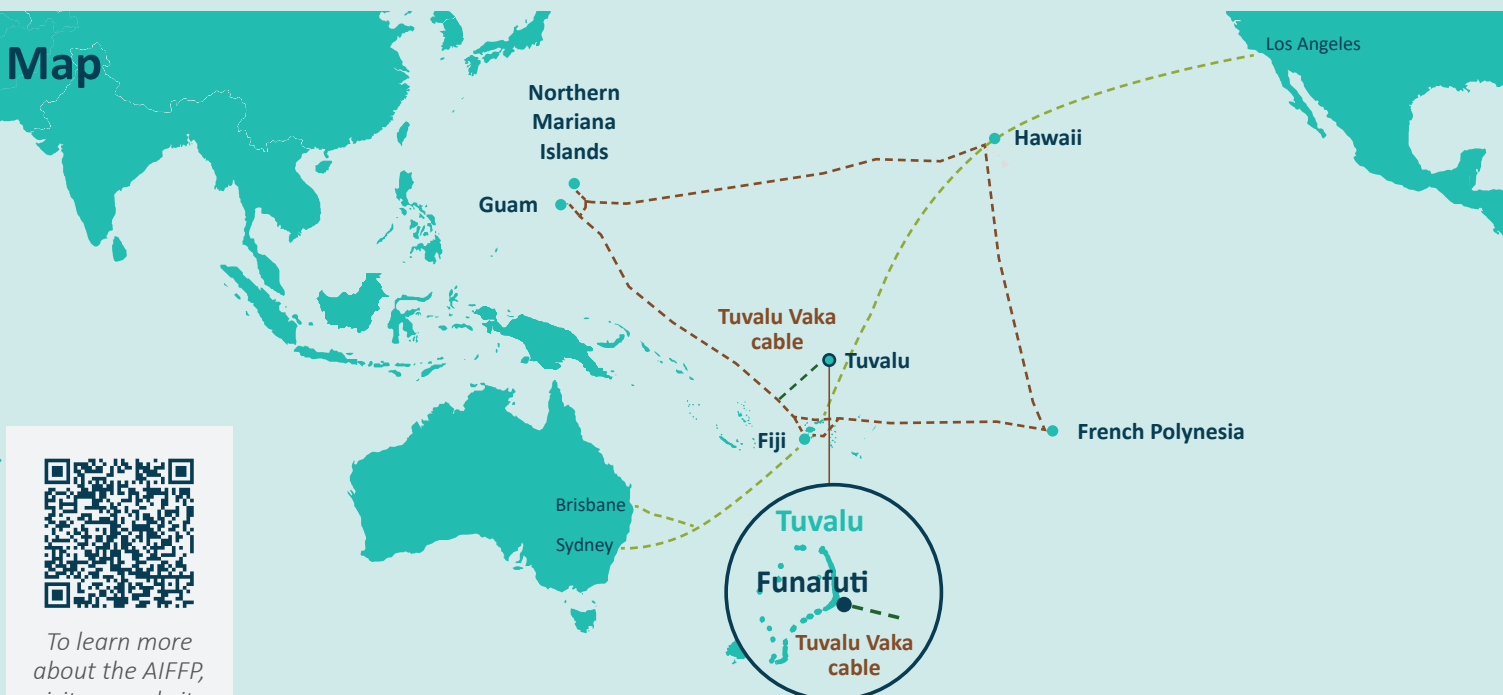 Map
Los Angeles
Northern
Mariana
Islands
Hawaii
Guam
Tuvalu Vaka
cable
Tuvalu
Fiji
French Polynesia
Brisbane
Sydney
Tuvalu
Funafuti
Tuvalu Vaka
cable
To learn more
about the AIFFP,